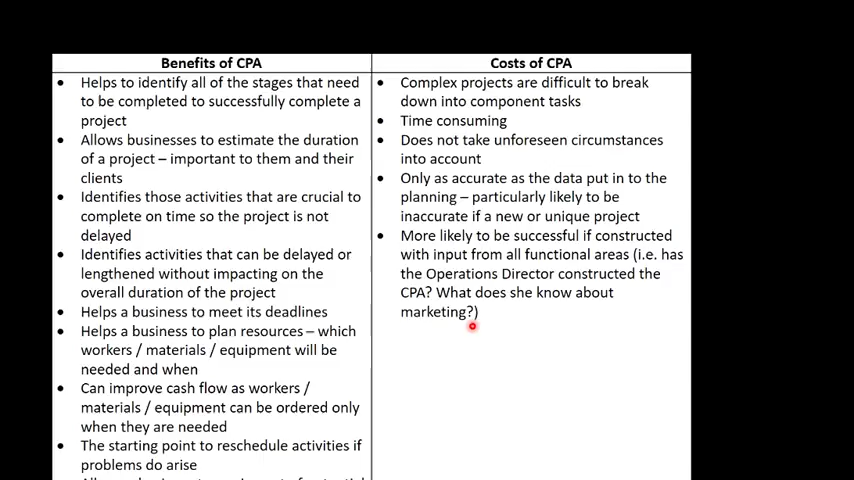 Benefits of CPA
• Helps to identify all of the stages that need
to be completed to successfully complete a
project
• Allows businesses to estimate the duration
of a project – important to them and their
clients
• Identifies those activities that are crucial to
complete on time so the project is not
delayed
• Identifies activities that can be delayed or
lengthened without impacting on the
overall duration of the project
• Helps a business to meet its deadlines
• Helps a business to plan resources – which
workers / materials / equipment will be
needed and when
• Can improve cash flow as workers /
materials / equipment can be ordered only
when they are needed
• The starting point to reschedule activities if
problems do arise
Costs of CPA
• Complex projects are difficult to break
down into component tasks
• Time consuming
• Does not take unforeseen circumstances
into account
• Only as accurate as the data put in to the
planning – particularly likely to be
inaccurate if a new or unique project
• More likely to be successful if constructed
with input from all functional areas (i.e. has
the Operations Director constructed the
CPA? What does she know about
marketing?)